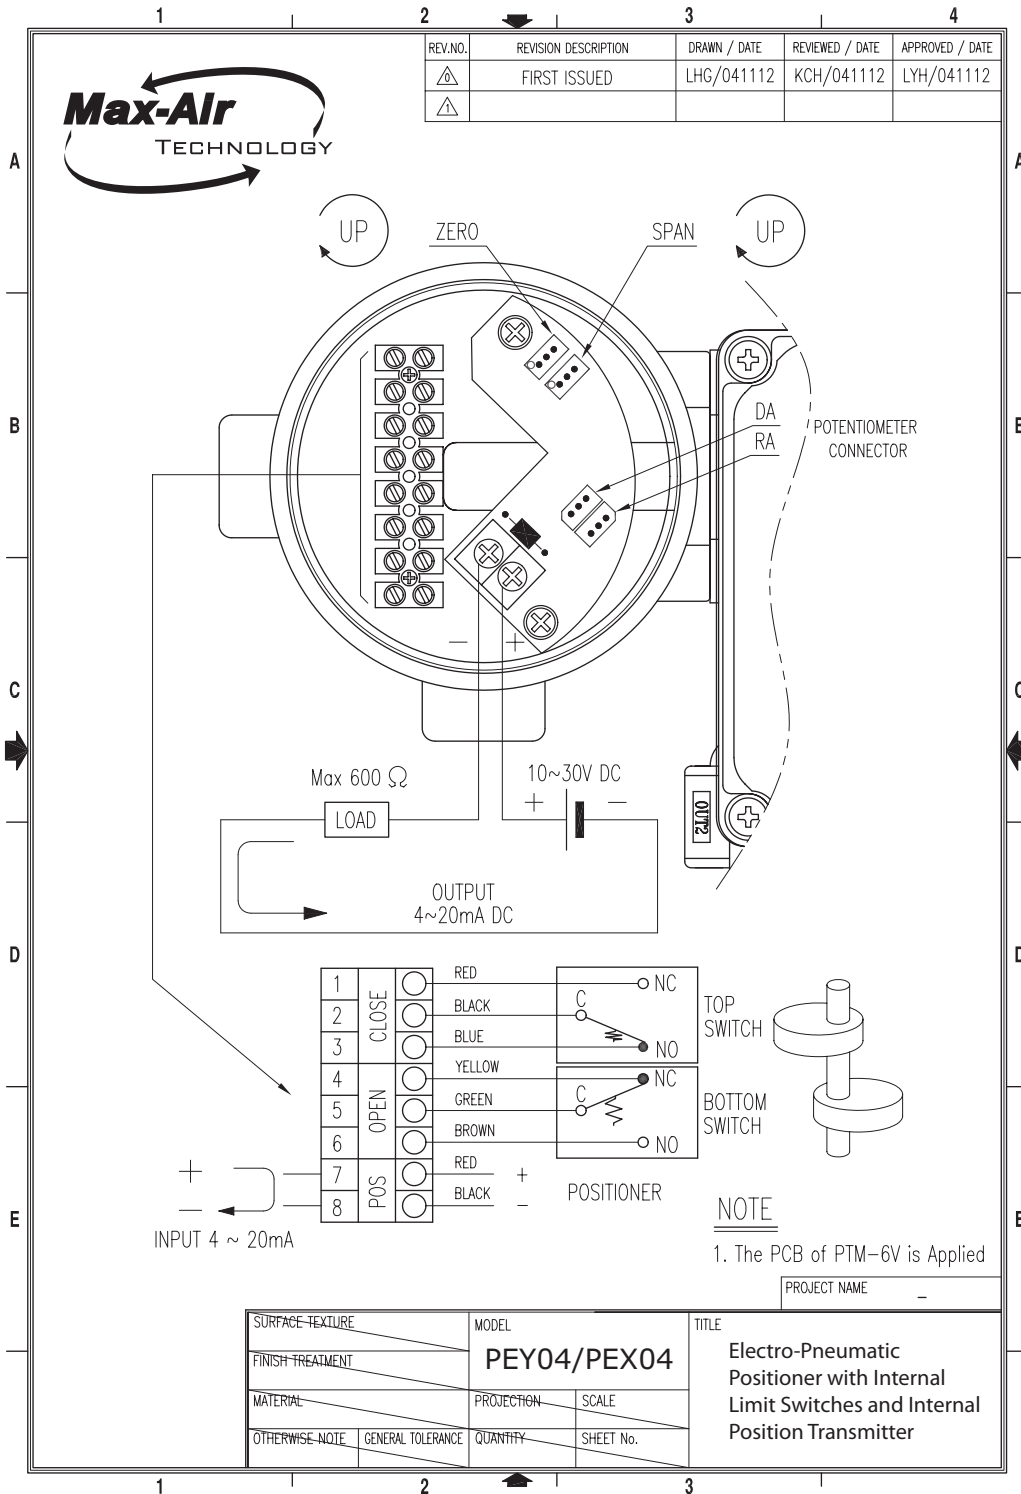 1 2 3 4
REV.NO. REVISION DESCRIPTION DRAWN / DATE REVIEWED / DATE APPROVED / DATE
0 FIRST ISSUED LHG/041112 KCH/041112 LYH/041112
1
Max-Air
TECHNOLOGY
A A
UP ZERO SPAN UP
B B
DA
RA
POTENTIOMETER
CONNECTOR
− +
C C
Max 600 Ω
LOAD
10~30V DC
+ −
OUT2
OUTPUT
4~20mA DC
D D
1 RED NC
2 CLOSE BLACK C
3 BLUE NO
TOP
SWITCH
4 YELLOW NC
5 OPEN GREEN C
6 BROWN NO
BOTTOM
SWITCH
+ 7 RED +
− 8 POS BLACK −
POSITIONER
E E
INPUT 4 ~ 20mA
NOTE
1. The PCB of PTM−6V is Applied
PROJECT NAME −
SURFACE TEXTURE
FINISH TREATMENT
MATERIAL
OTHERWISE NOTE GENERAL TOLERANCE
MODEL
PEY04/PEX04
PROJECTION SCALE
QUANTITY SHEET No.
TITLE
Electro-Pneumatic
Positioner with Internal
Limit Switches and Internal
Position Transmitter
1 2 3